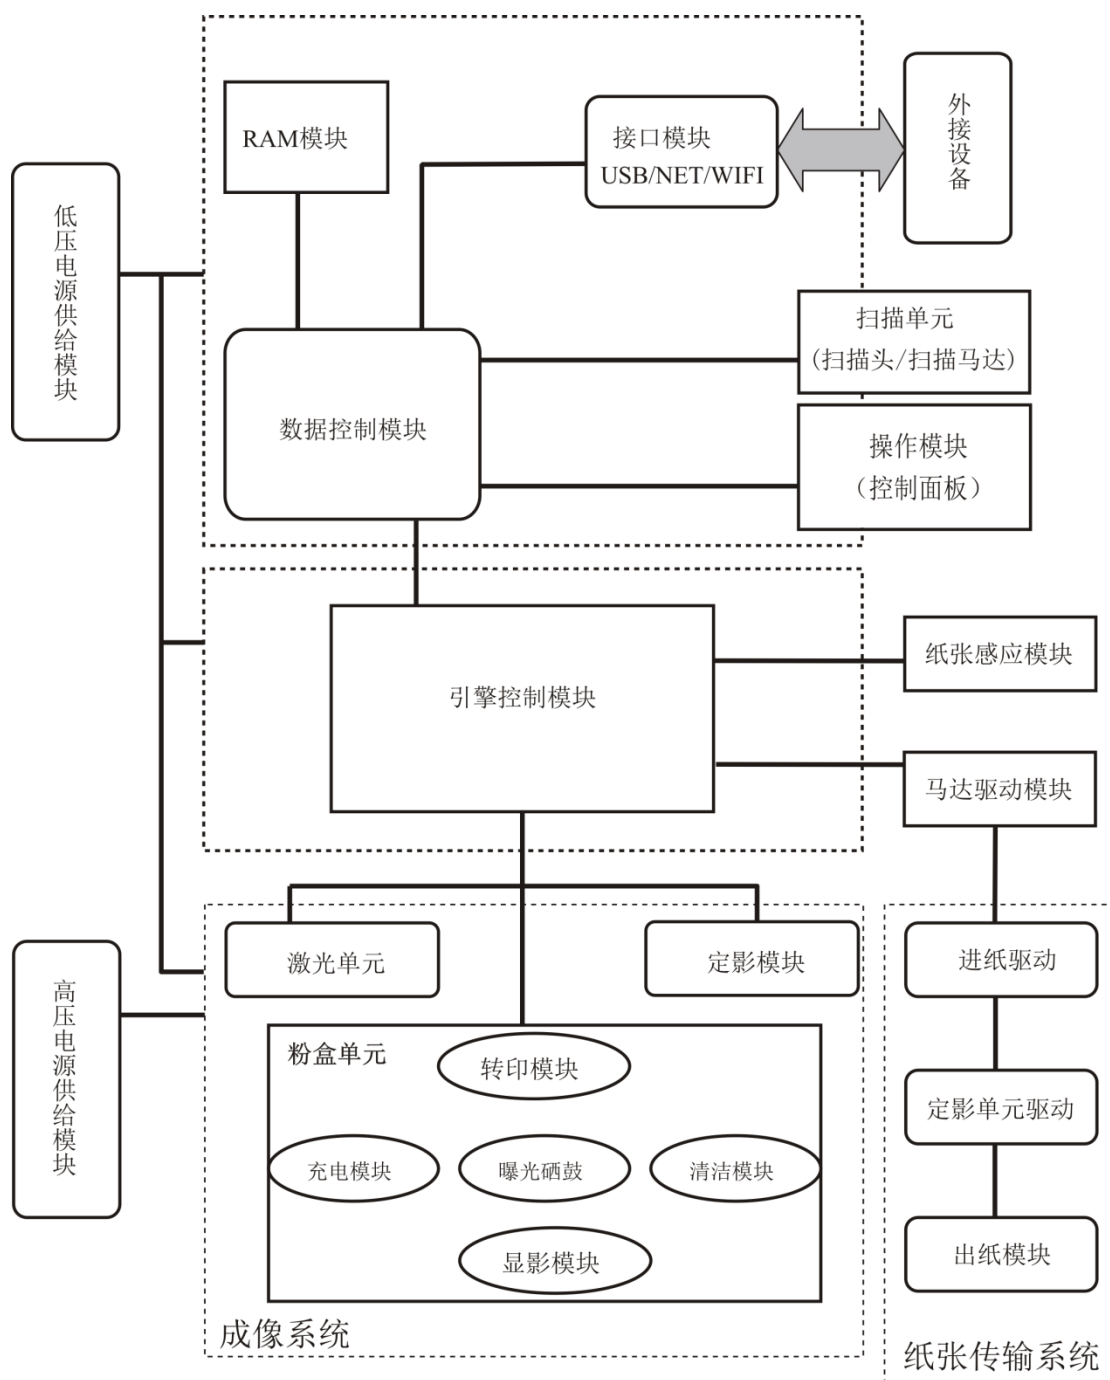 RAM模块
接口模块
USB/NET/WIFI
外接设备
低压电源供给模块
扫描单元
(扫描头/扫描马达)
数据控制模块
操作模块
（控制面板）
引擎控制模块
纸张感应模块
马达驱动模块
激光单元
定影模块
进纸驱动
高压电源供给模块
粉盒单元
转印模块
定影单元驱动
充电模块
曝光硒鼓
清洁模块
显影模块
出纸模块
成像系统
纸张传输系统